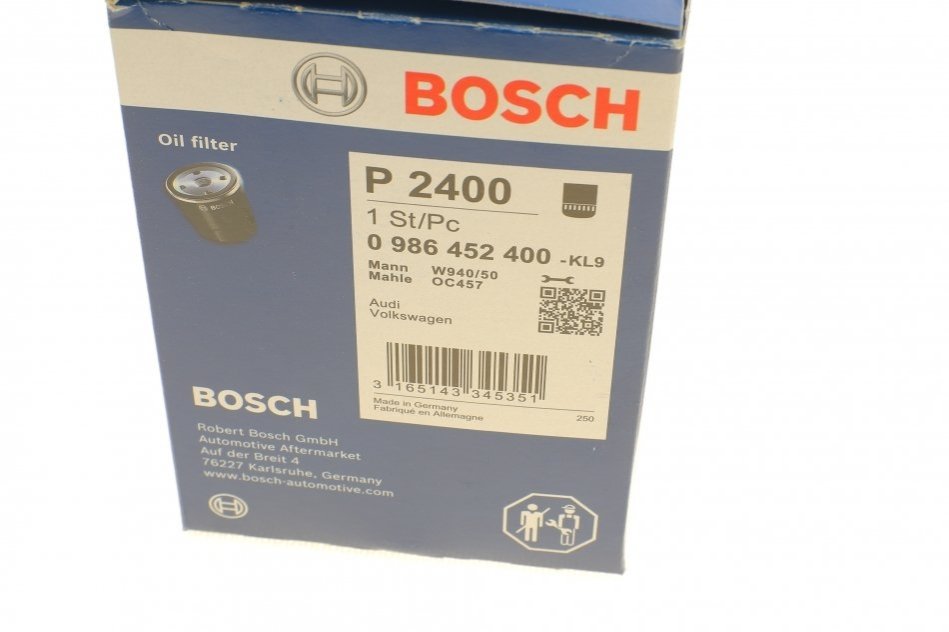 BOSCH
Oil filter
BOSCH
P 2400
1 St/Pc
0 986 452 400 -KL9
Mann W940/50
Mahle OC457
Audi
Volkswagen
3 165143 345351
Made in Germany
Fabriqué en Allemagne
250
BOSCH
Robert Bosch GmbH
Automotive Aftermarket
Auf der Breit 4
76227 Karlsruhe, Germany
www.bosch-automotive.com